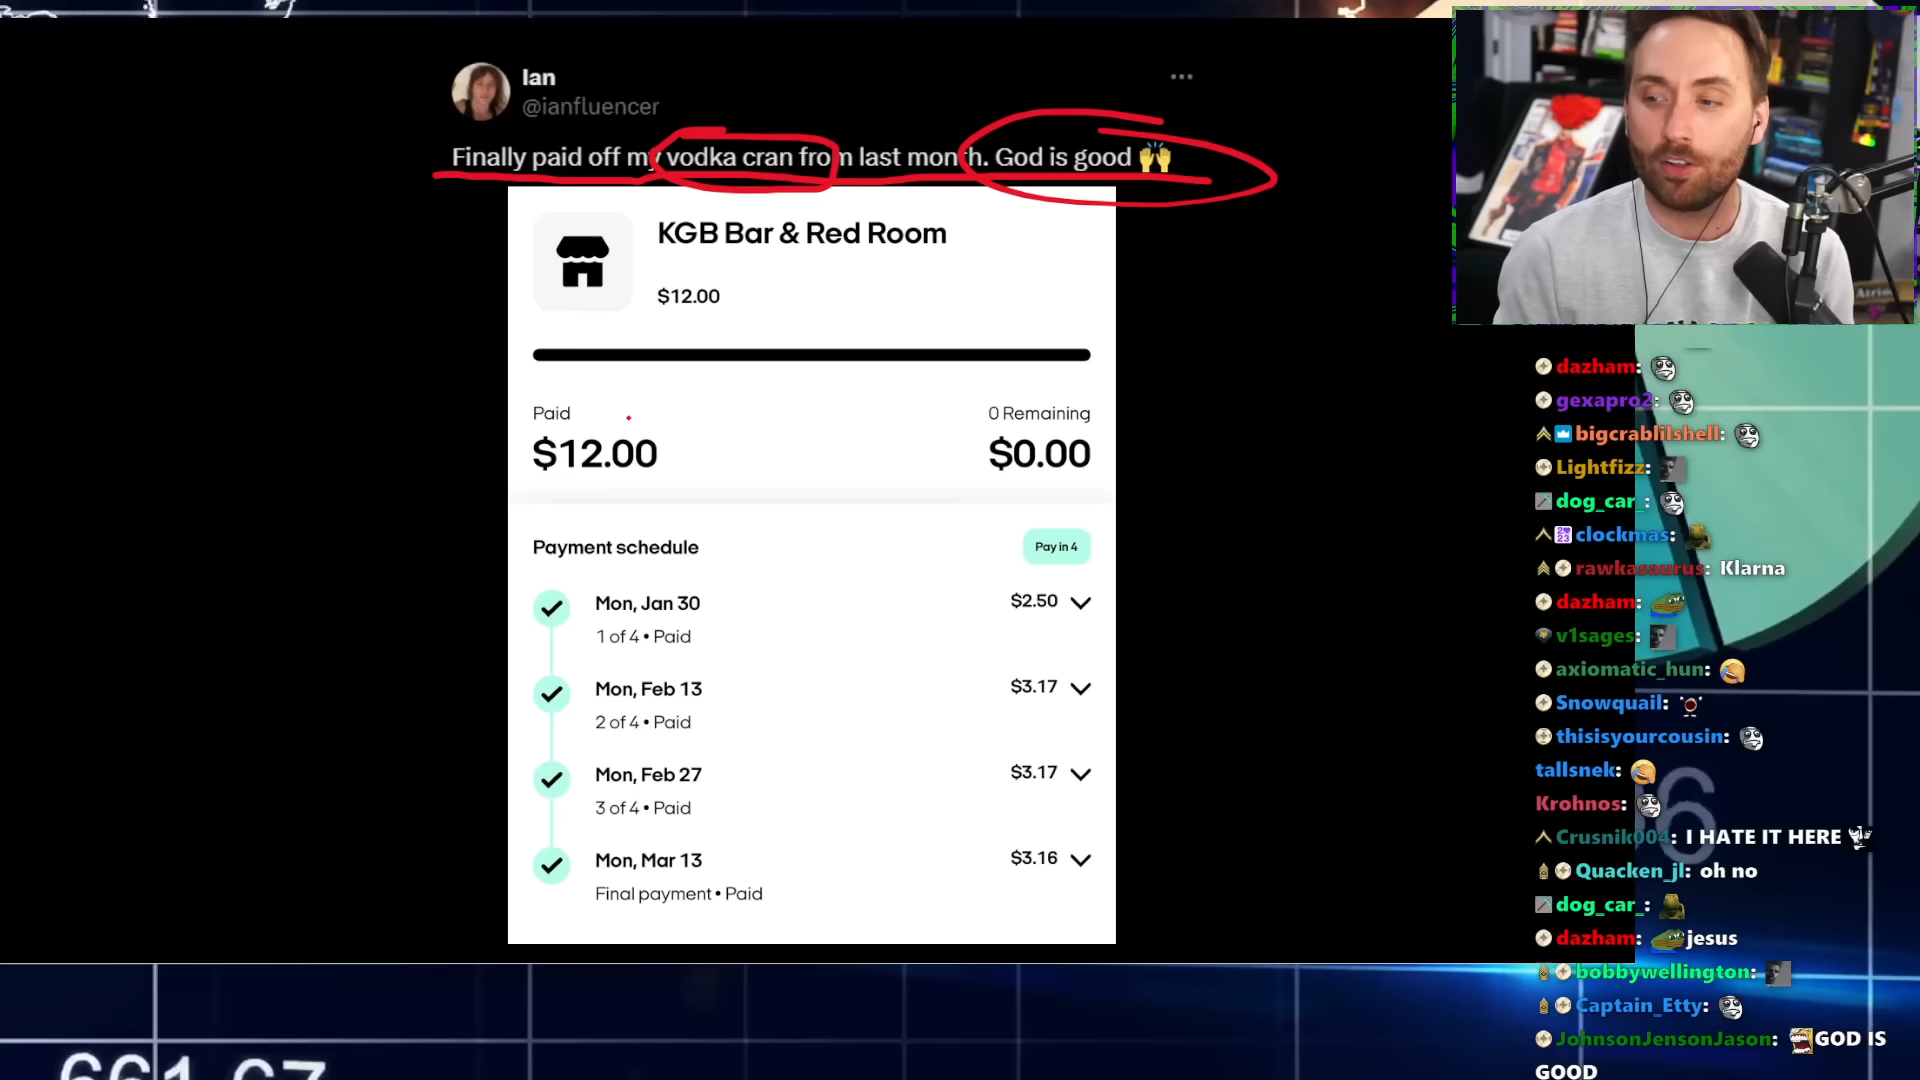 Ian
@ianfluencer
Finally paid off my vodka cran from last month. God is good 🙌
KGB Bar & Red Room
$12.00
Paid
0 Remaining
$12.00
$0.00
Payment schedule
Pay in 4
Mon, Jan 30
$2.50
1 of 4 • Paid
Mon, Feb 13
$3.17
2 of 4 • Paid
Mon, Feb 27
$3.17
3 of 4 • Paid
Mon, Mar 13
$3.16
Final payment • Paid
dazham:
gexapro2:
bigcrablilshell:
Lightfizz:
dog_car_:
clockmas:
rawkasaurus: Klarna
dazham:
v1sages:
axiomatic_hun:
Snowquail:
thisisyourcousin:
tallsnek:
Krohnos:
Crusnik004: I HATE IT HERE
Quacken_jl: oh no
dog_car_:
dazham: jesus
bobbywellington:
Captain_Etty:
JohnsonJensonJason: GOD IS
GOOD